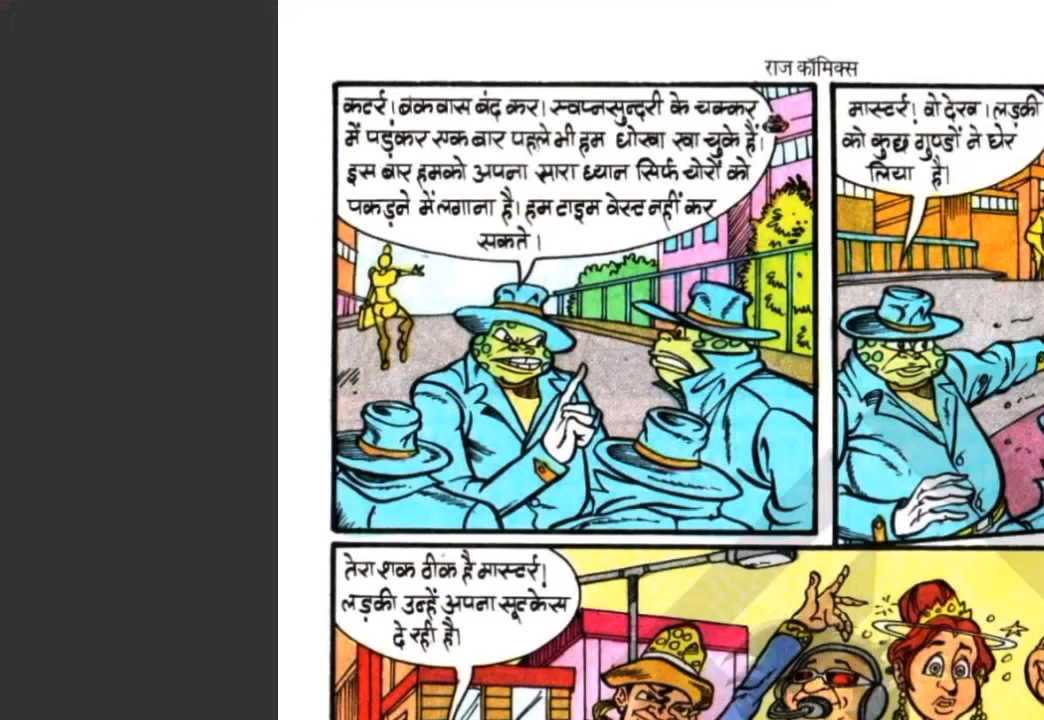 राज कॉमिक्स
कटर्र! बकवास बंद कर। स्वप्नसुन्दरी के चक्कर
में पड़कर एक बार पहले भी हम धोखा खा चुके हैं।
इस बार हमको अपना सारा ध्यान सिर्फ चोरों को
पकड़ने में लगाना है। हम टाइम वेस्ट नहीं कर
सकते।
मास्टर्र! वो देख। लड़की
को कुछ गुण्डों ने घेर
लिया है।
तेरा शक ठीक है मास्टर्र!
लड़की उन्हें अपना सूटकेस
दे रही है।